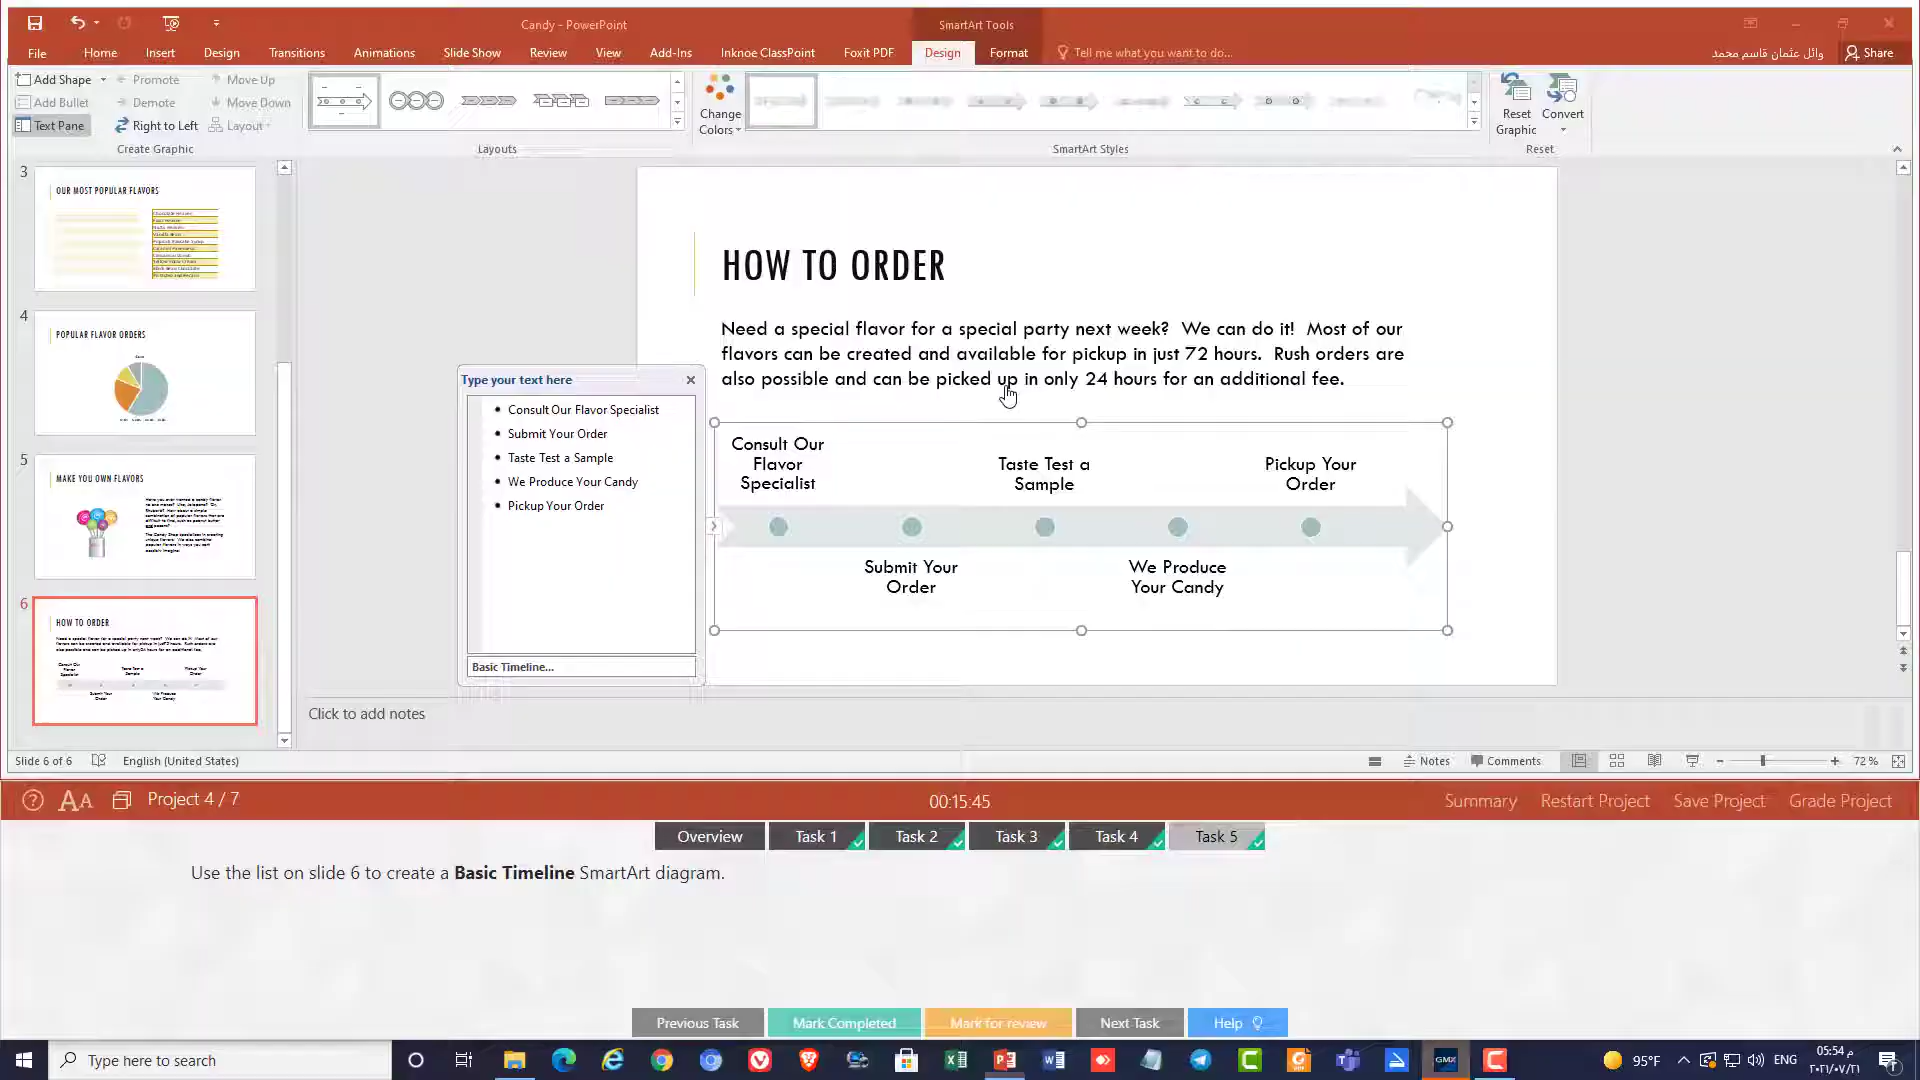 Candy - PowerPoint
SmartArt Tools
File
Home
Insert
Design
Transitions
Animations
Slide Show
Review
View
Add-Ins
Inknoe ClassPoint
Foxit PDF
Design
Format
Tell me what you want to do...
وائل عثمان قاسم محمد
Share
Add Shape
Promote
Move Up
Add Bullet
Demote
Move Down
Text Pane
Right to Left
Layout
Create Graphic
Layouts
Change
Colors
SmartArt Styles
Reset
Graphic
Convert
Reset
3
OUR MOST POPULAR FLAVORS
4
POPULAR FLAVOR ORDERS
5
MAKE YOU OWN FLAVORS
6
HOW TO ORDER
HOW TO ORDER
Need a special flavor for a special party next week? We can do it! Most of our
flavors can be created and available for pickup in just 72 hours. Rush orders are
also possible and can be picked up in only 24 hours for an additional fee.
Type your text here
Consult Our Flavor Specialist
Submit Your Order
Taste Test a Sample
We Produce Your Candy
Pickup Your Order
Basic Timeline...
Consult Our
Flavor
Specialist
Taste Test a
Sample
Pickup Your
Order
Submit Your
Order
We Produce
Your Candy
Click to add notes
Slide 6 of 6
English (United States)
Notes
Comments
72 %
Project 4 / 7
00:15:45
Summary
Restart Project
Save Project
Grade Project
Overview
Task 1
Task 2
Task 3
Task 4
Task 5
Use the list on slide 6 to create a Basic Timeline SmartArt diagram.
Previous Task
Mark Completed
Mark for review
Next Task
Help
Type here to search
95°F
ENG
05:54 م
٢٠٢١/٠٧/٢١